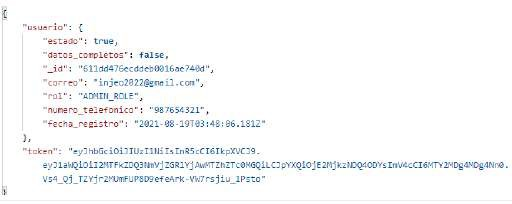 {
"usuario": {
"estado": true,
"datos_completos": false,
"_id": "611dd476ecddeb0016ae740d",
"correo": "injeo2022@gmail.com",
"rol": "ADMIN_ROLE",
"numero_telefonico": "987654321",
"fecha_registro": "2021-08-19T03:48:06.181Z"
},
"token": "eyJhbGciOiJIUzI1NiIsInR5cCI6IkpXVCJ9.
eyJ1aWQiOiI2MTFkZDQ3NmVjZGRlYjAwMTZhZTc0MGQiLCJpYXQiOjE2MjkzNDQ4ODYsImV4cCI6MTY2MDg4MDg4Nn0.
Vs4_Qj_TZYjr2MUmFUP8D9efeArk-VW7rsjiu_1Psto"
}